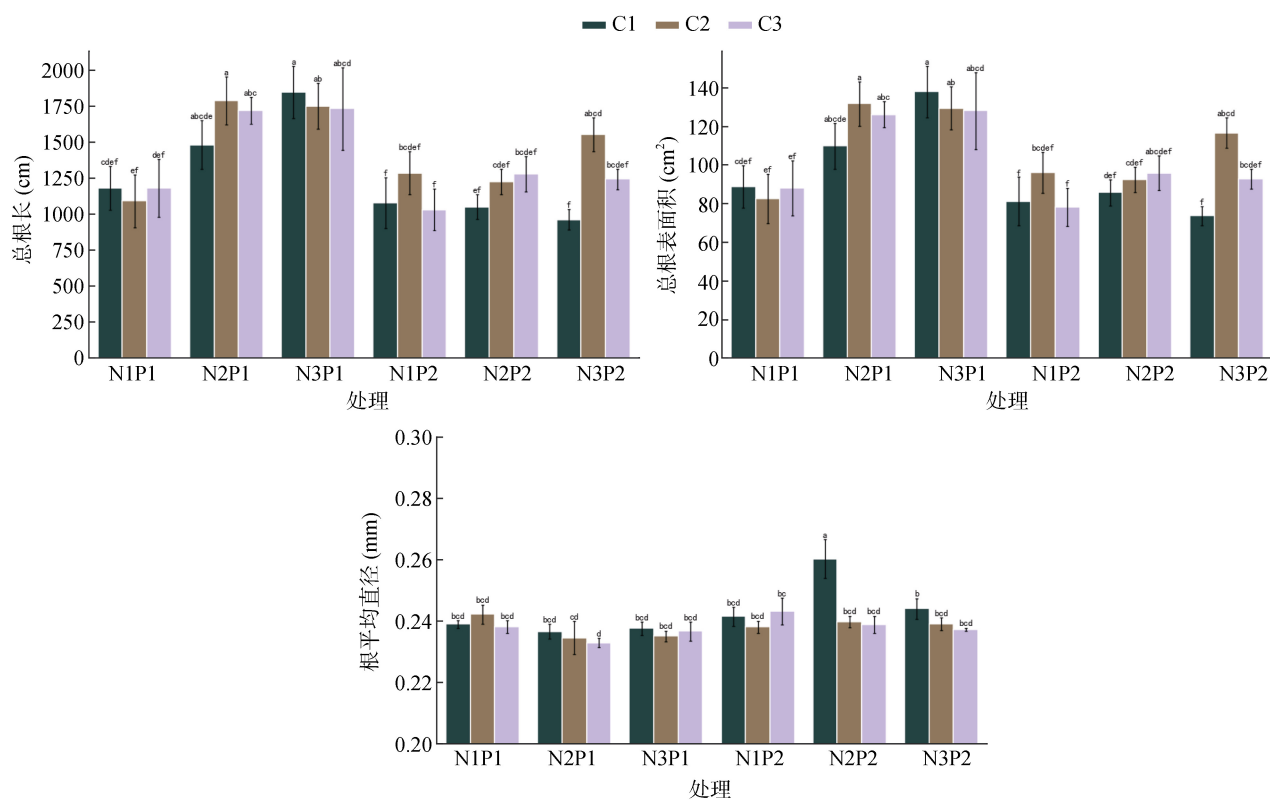 C1 C2 C3
总根长 (cm)
2000
1750
1500
1250
1000
750
500
250
0
cdef ef def abcde a abc a ab abcd f bcdef f ef cdef bcdef f abcd bcdef
N1P1 N2P1 N3P1 N1P2 N2P2 N3P2
处理
总根表面积 (cm²)
140
120
100
80
60
40
20
0
cdef ef ef abcde a abc a ab abcd f bcdef f def cdef abcdef f abcd bcdef
N1P1 N2P1 N3P1 N1P2 N2P2 N3P2
处理
根平均直径 (mm)
0.30
0.28
0.26
0.24
0.22
0.20
bcd bcd bcd bcd cd d bcd bcd bcd bcd bcd bc a bcd bcd b bcd bcd
N1P1 N2P1 N3P1 N1P2 N2P2 N3P2
处理